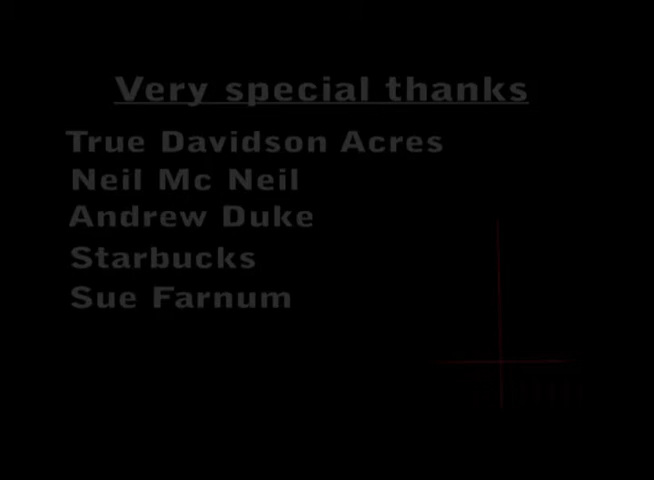 Very special thanks
True Davidson Acres
Neil Mc Neil
Andrew Duke
Starbucks
Sue Farnum